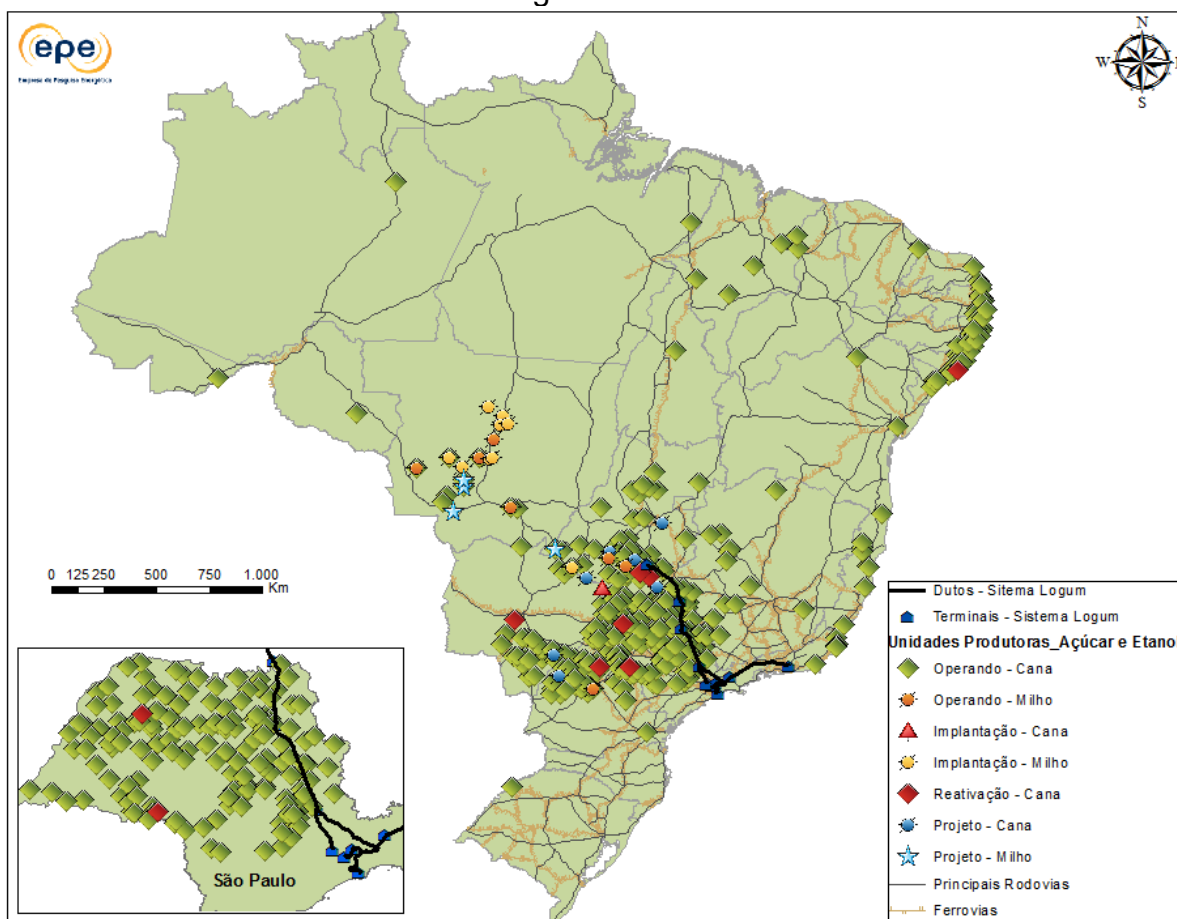 g
epe
Empresa de Pesquisa Energética
N
W
E
S
0 125 250 500 750 1.000
Km
São Paulo
Dutos - Sitema Logum
Terminais - Sistema Logum
Unidades Produtoras_Açúcar e Etanol
Operando - Cana
Operando - Milho
Implantação - Cana
Implantação - Milho
Reativação - Cana
Projeto - Cana
Projeto - Milho
Principais Rodovias
Ferrovias